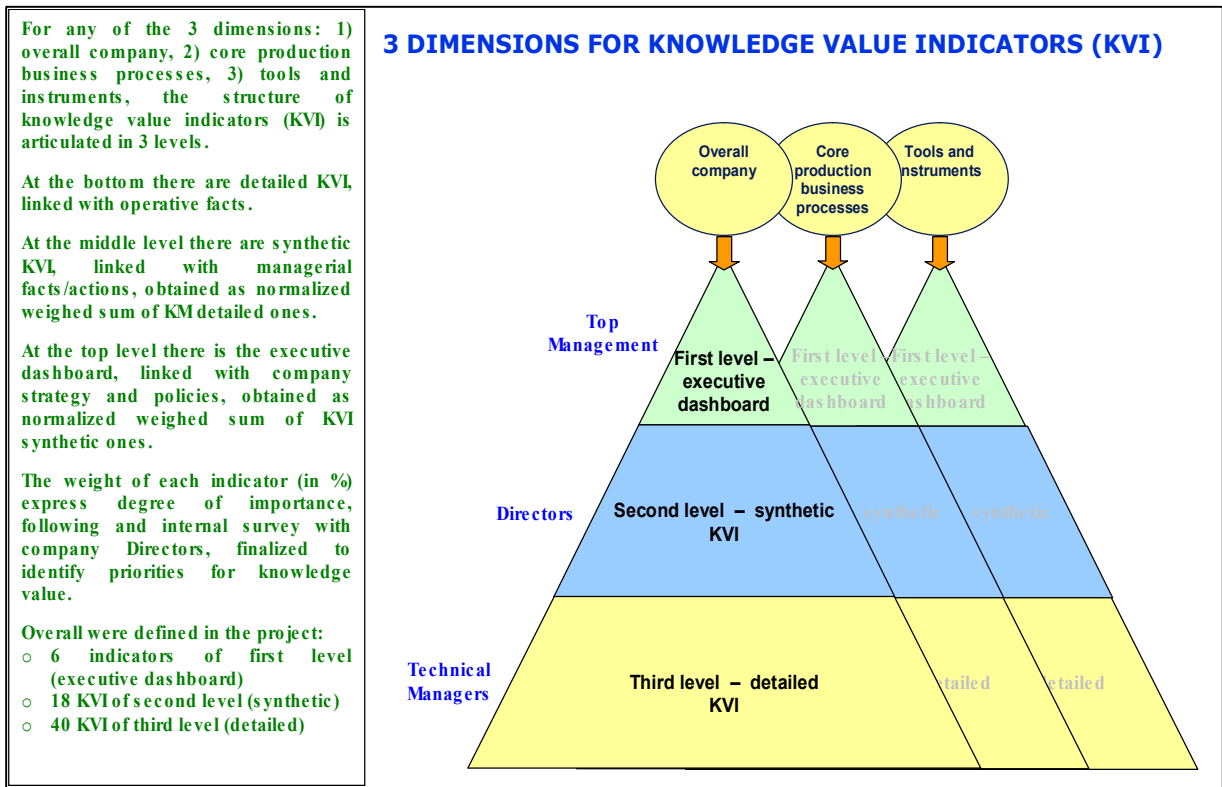 For any of the 3 dimensions: 1)
overall company, 2) core production
business processes, 3) tools and
instruments, the structure of
knowledge value indicators (KVI) is
articulated in 3 levels.
At the bottom there are detailed KVI,
linked with operative facts.
At the middle level there are synthetic
KVI, linked with managerial
facts/actions, obtained as normalized
weighed sum of KM detailed ones.
At the top level there is the executive
dashboard, linked with company
strategy and policies, obtained as
normalized weighed sum of KVI
synthetic ones.
The weight of each indicator (in %)
express degree of importance,
following and internal survey with
company Directors, finalized to
identify priorities for knowledge
value.
Overall were defined in the project:
o 6 indicators of first level
(executive dashboard)
o 18 KVI of second level (synthetic)
o 40 KVI of third level (detailed)
3 DIMENSIONS FOR KNOWLEDGE VALUE INDICATORS (KVI)
Overall
company
Core
production
business
processes
Tools and
nstruments
Top
Management
First level –
executive
dashboard
First level –
executive
dashboard
First level –
executive
dashboard
Directors
Second level – synthetic
KVI
synthetic
synthetic
Technical
Managers
Third level – detailed
KVI
etailed
detailed